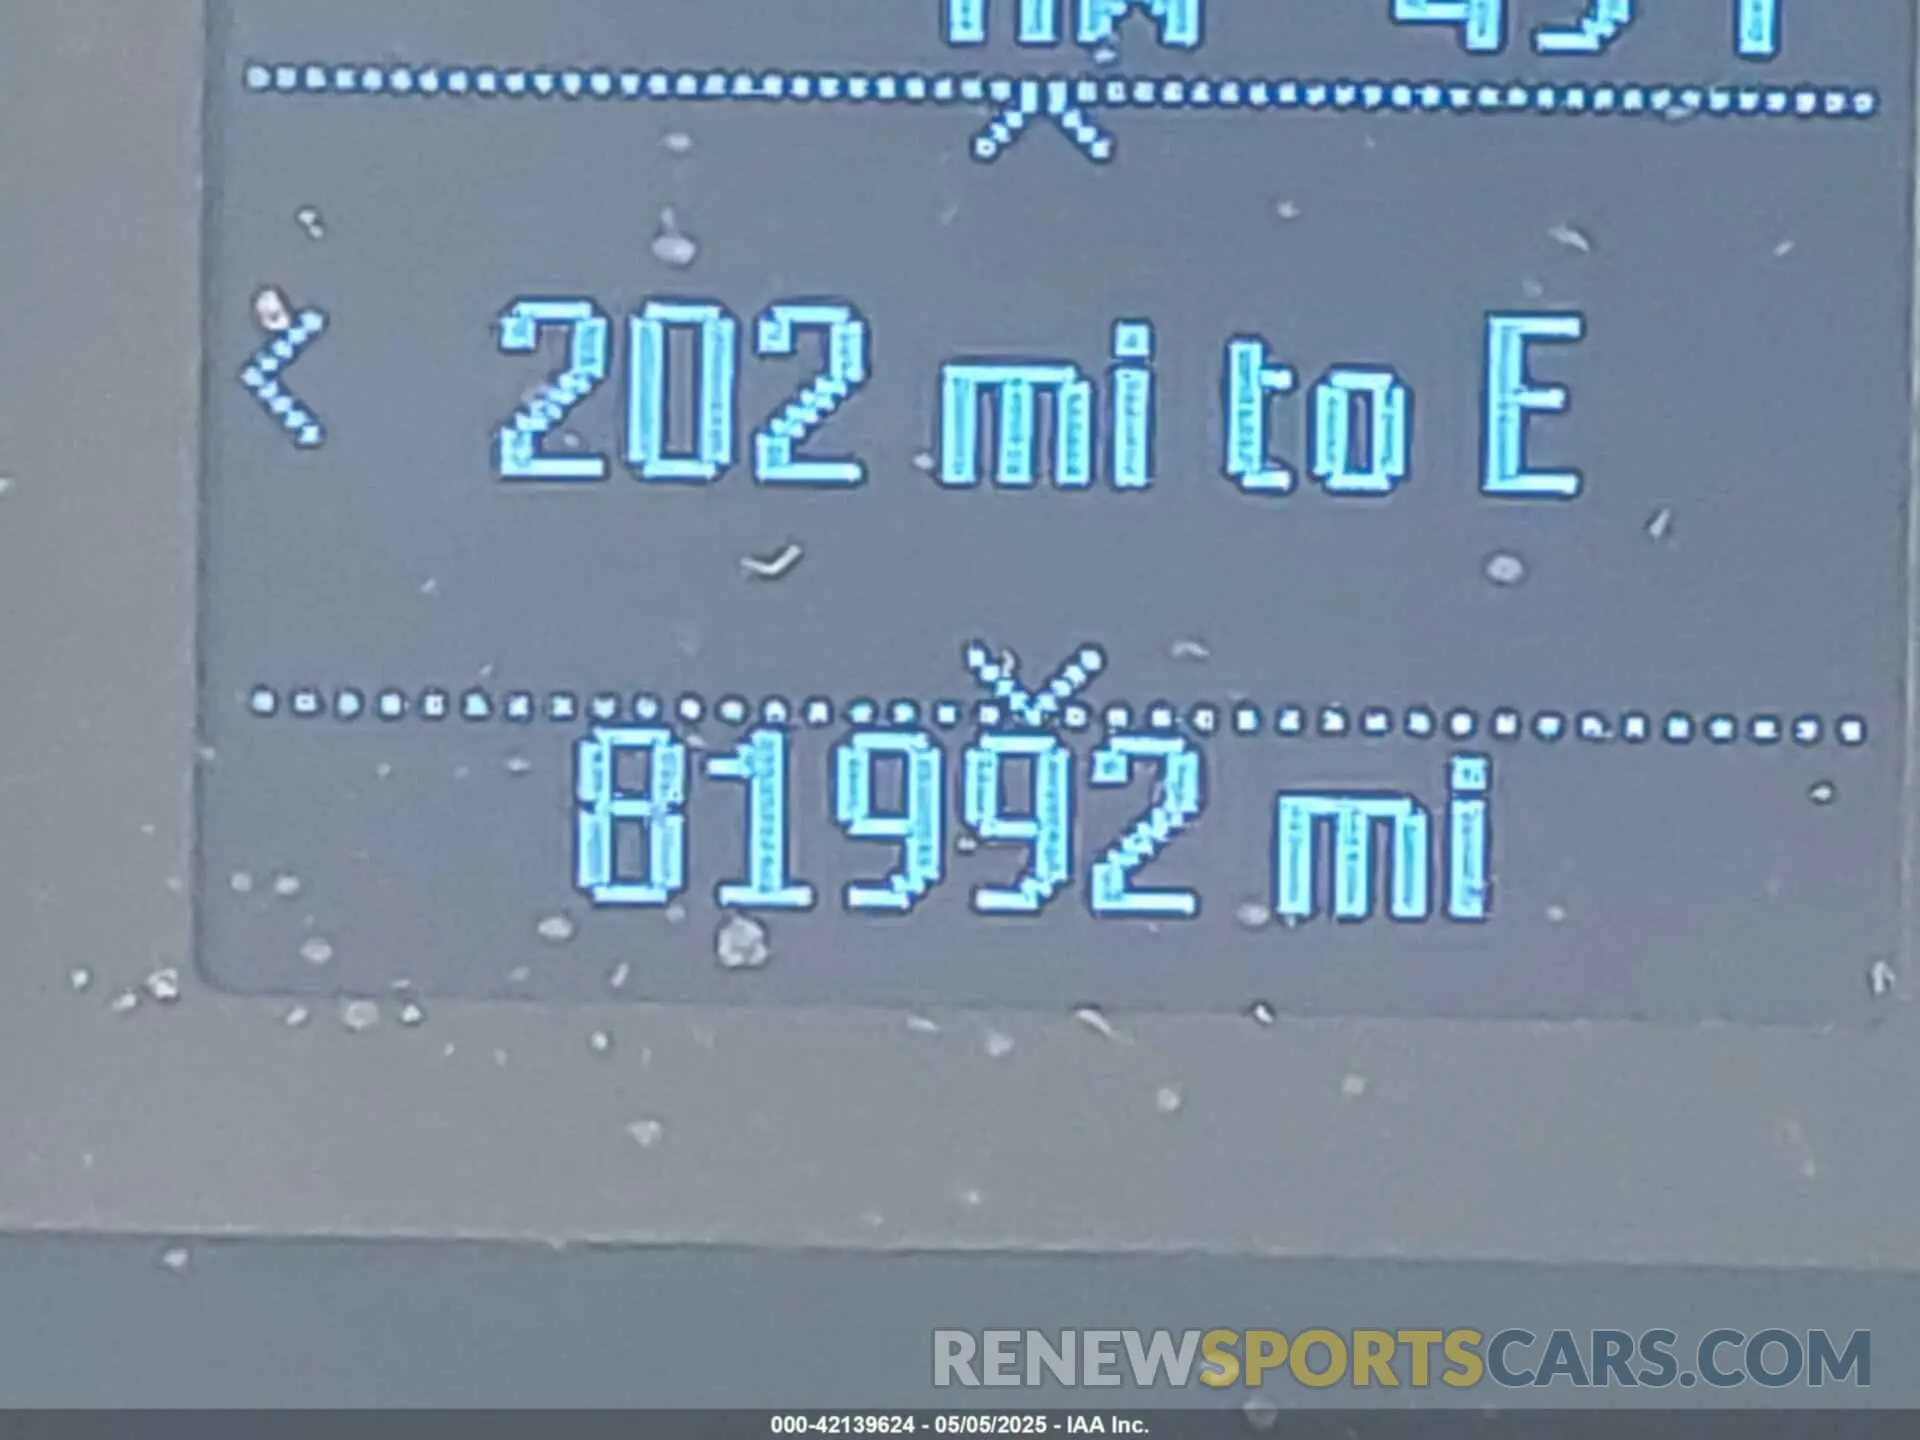 202 mi to E
81992 mi
RENEWSPORTSCARS.COM
000-42139624 - 05/05/2025 - IAA Inc.